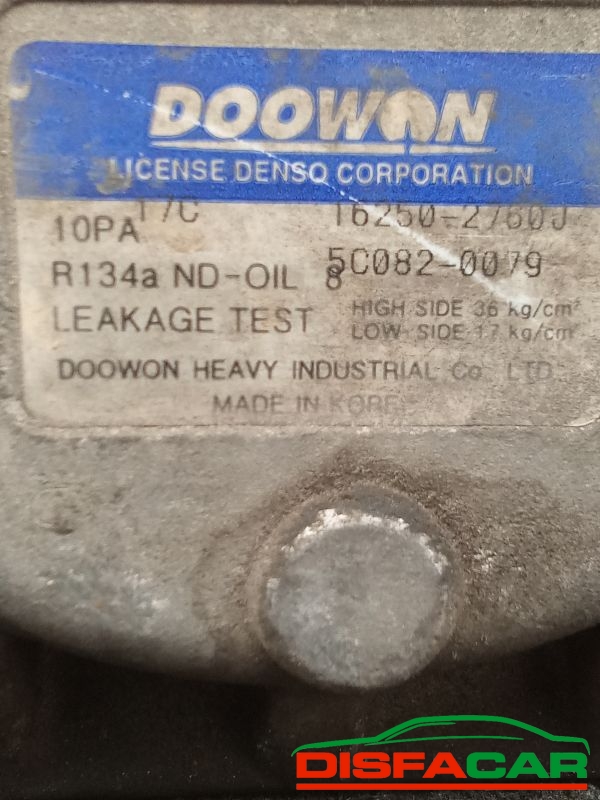 DOOWON
LICENSE DENSO CORPORATION
10PA 17C 16250-2760J
R134a ND-OIL 8 5C082-0079
LEAKAGE TEST HIGH SIDE 36 kg/cm²
LOW SIDE 17 kg/cm²
DOOWON HEAVY INDUSTRIAL Co LTD
MADE IN KOREA
DISFACAR